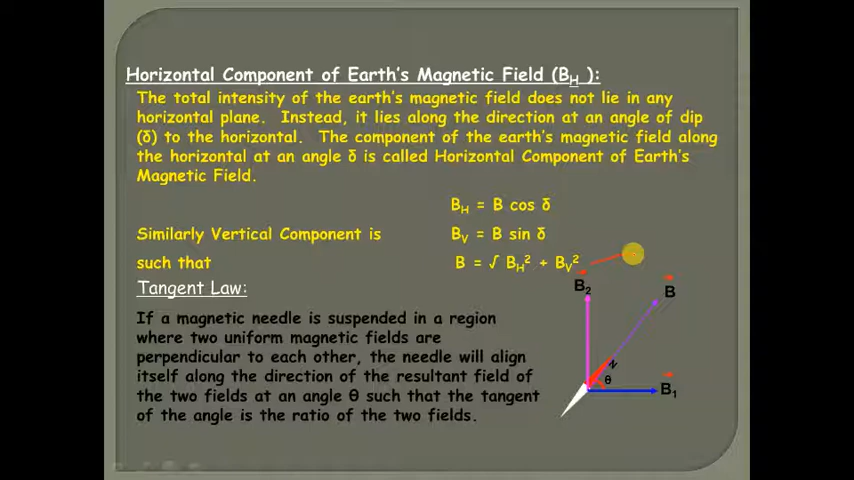 Horizontal Component of Earth's Magnetic Field (BH ):
The total intensity of the earth's magnetic field does not lie in any
horizontal plane. Instead, it lies along the direction at an angle of dip
(δ) to the horizontal. The component of the earth's magnetic field along
the horizontal at an angle δ is called Horizontal Component of Earth's
Magnetic Field.
BH = B cos δ
Similarly Vertical Component is BV = B sin δ
such that B = √ BH² + BV²
Tangent Law:
If a magnetic needle is suspended in a region
where two uniform magnetic fields are
perpendicular to each other, the needle will align
itself along the direction of the resultant field of
the two fields at an angle θ such that the tangent
of the angle is the ratio of the two fields.
B2
B
N
θ
B1